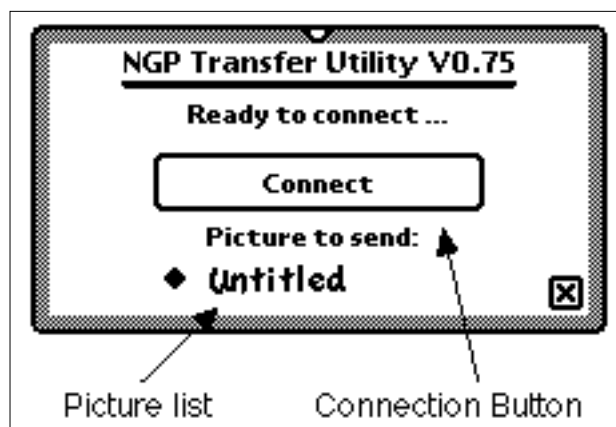 NGP Transfer Utility V0.75
Ready to connect ...
Connect
Picture to send:
◆ Untitled
Picture list Connection Button